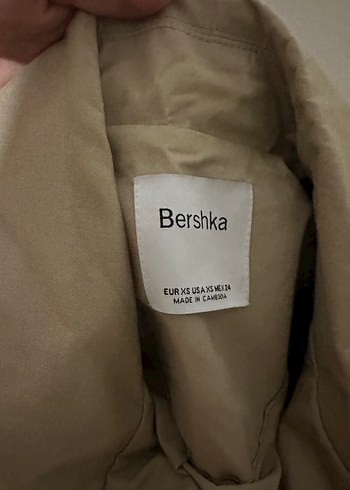 Bershka
EUR XS USA XS MEX 24
MADE IN CAMBODIA